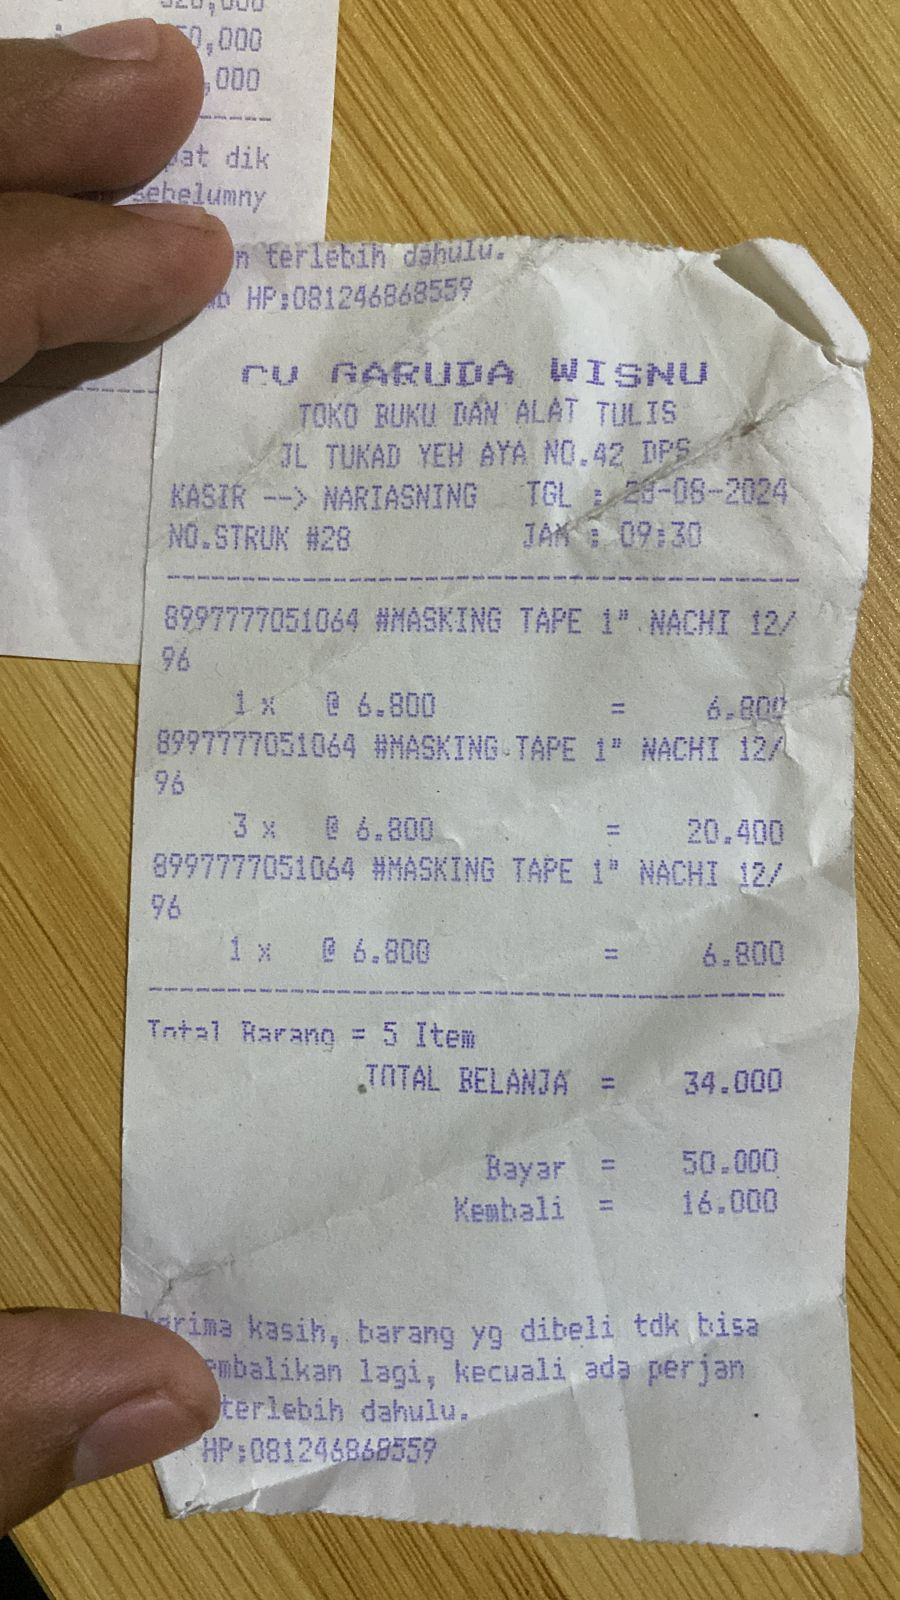 ,000
,000
dik
sebelumny
terlebih dahulu.
HP:081246868559
CV GARUDA WISNU
TOKO BUKU DAN ALAT TULIS
JL TUKAD YEH AYA NO.42 DPS
KASIR --> NARIASNING TGL : 28-08-2024
NO.STRUK #28 JAM : 09:30
8997777051064 #MASKING TAPE 1" NACHI 12/
96
1 x @ 6.800 = 6.800
8997777051064 #MASKING TAPE 1" NACHI 12/
96
3 x @ 6.800 = 20.400
8997777051064 #MASKING TAPE 1" NACHI 12/
96
1 x @ 6.800 = 6.800
Total Barang = 5 Item
TOTAL BELANJA = 34.000
Bayar = 50.000
Kembali = 16.000
kasih, barang yg dibeli tdk bisa
mbalikan lagi, kecuali ada perjan
terlebih dahulu.
HP:081246868559